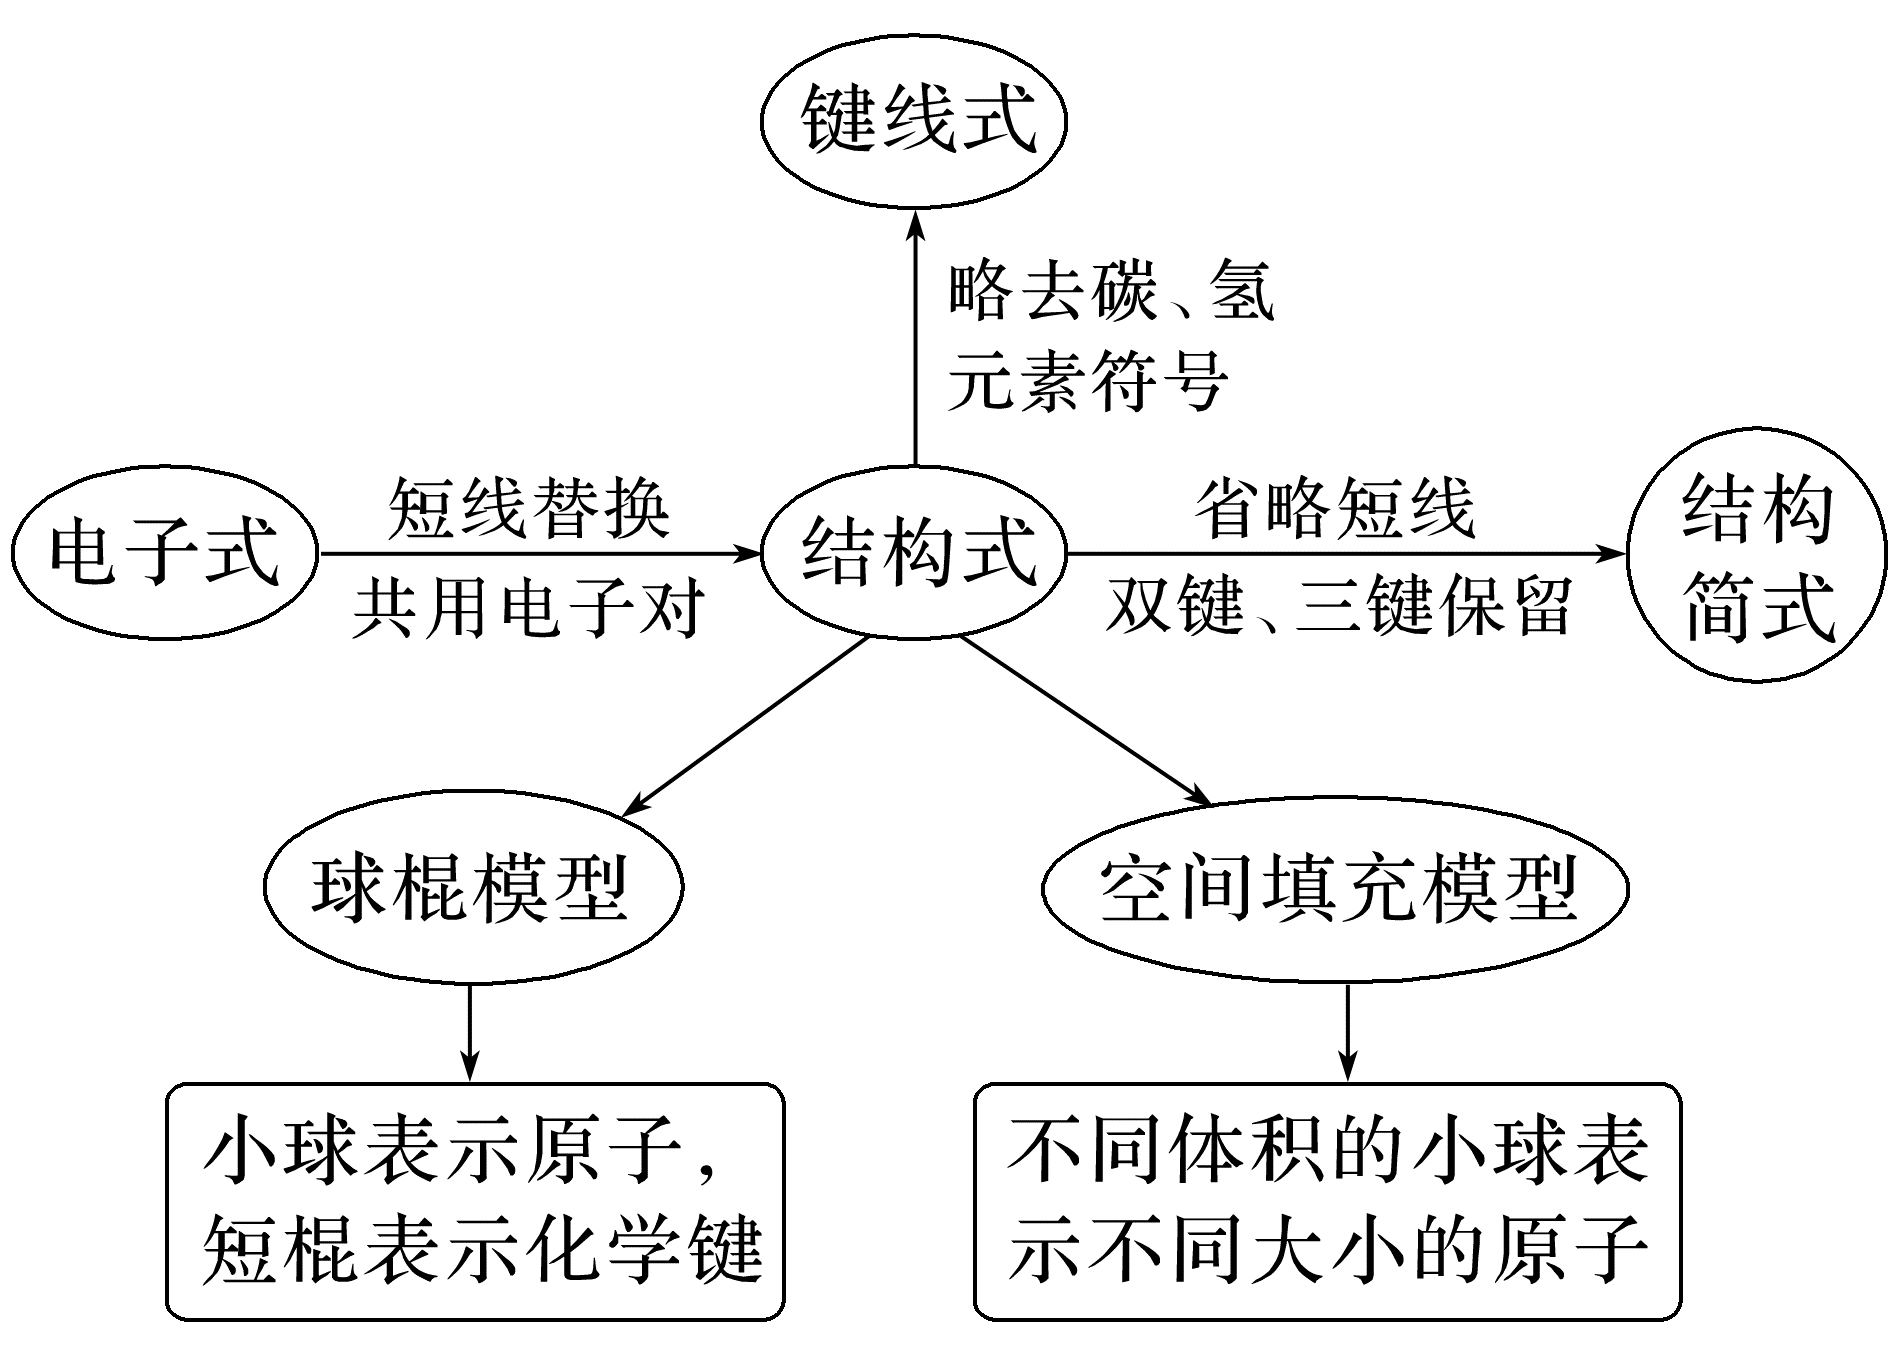 键线式
略去碳、氢
元素符号
电子式
短线替换
共用电子对
结构式
省略短线
双键、三键保留
结构
简式
球棍模型
空间填充模型
小球表示原子，
短棍表示化学键
不同体积的小球表
示不同大小的原子